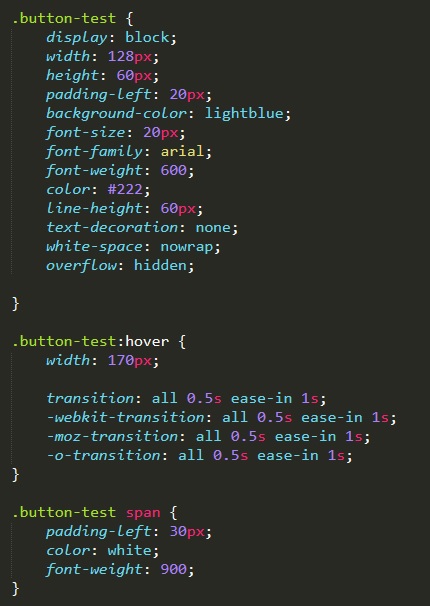 .button-test {
display: block;
width: 128px;
height: 60px;
padding-left: 20px;
background-color: lightblue;
font-size: 20px;
font-family: arial;
font-weight: 600;
color: #222;
line-height: 60px;
text-decoration: none;
white-space: nowrap;
overflow: hidden;
}
.button-test:hover {
width: 170px;
transition: all 0.5s ease-in 1s;
-webkit-transition: all 0.5s ease-in 1s;
-moz-transition: all 0.5s ease-in 1s;
-o-transition: all 0.5s ease-in 1s;
}
.button-test span {
padding-left: 30px;
color: white;
font-weight: 900;
}